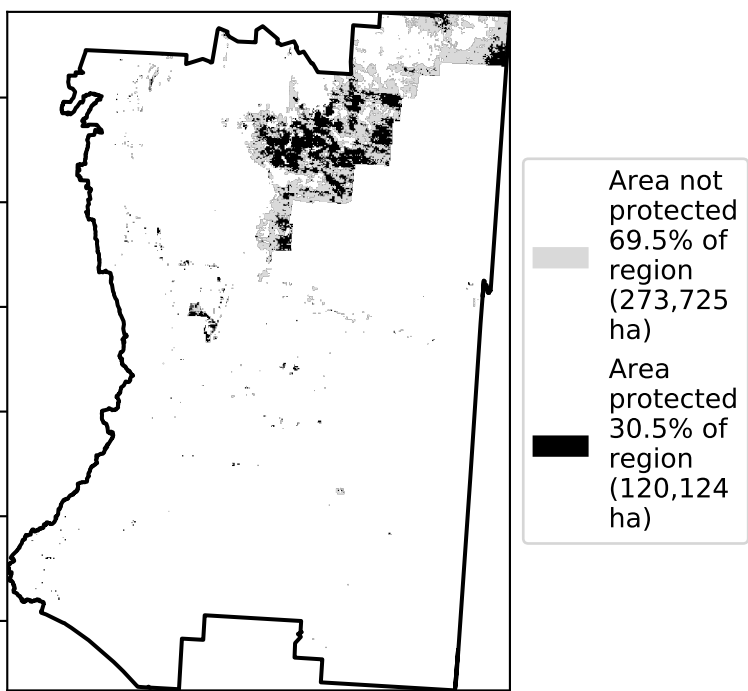 Area not
protected
69.5% of
region
(273,725
ha)
Area
protected
30.5% of
region
(120,124
ha)